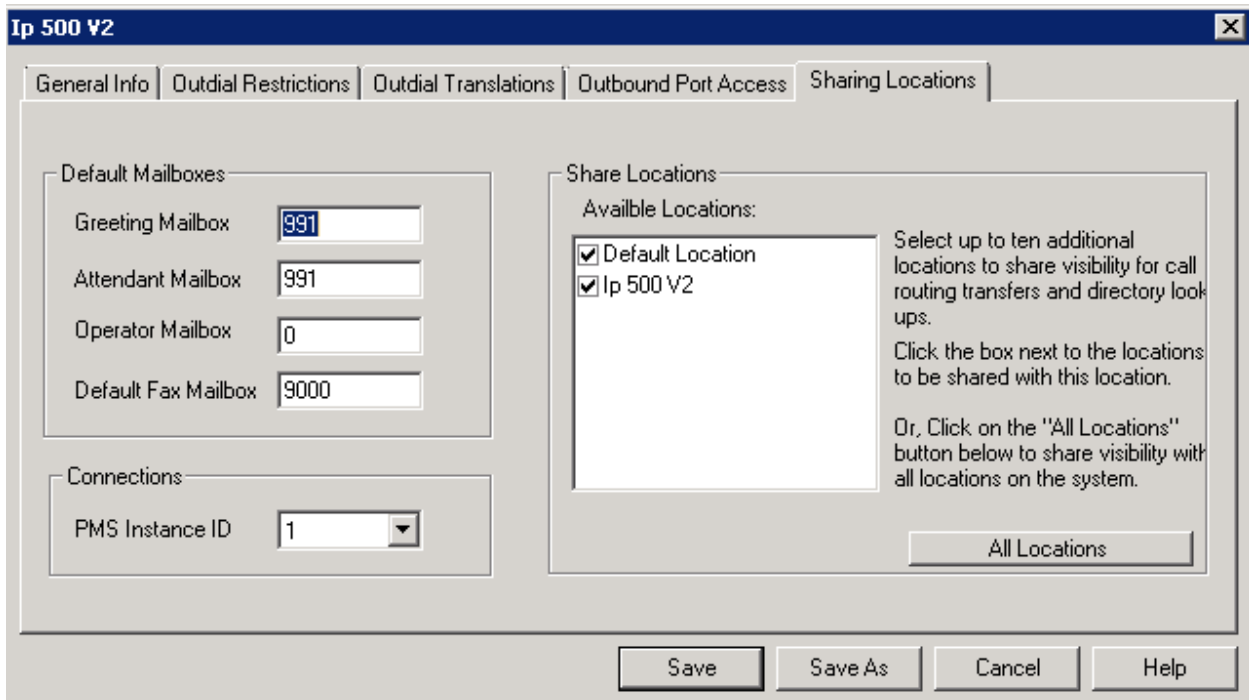 Ip 500 V2
General Info
Outdial Restrictions
Outdial Translations
Outbound Port Access
Sharing Locations
Default Mailboxes
Greeting Mailbox 991
Attendant Mailbox 991
Operator Mailbox 0
Default Fax Mailbox 9000
Connections
PMS Instance ID 1
Share Locations
Availble Locations:
Default Location
Ip 500 V2
Select up to ten additional
locations to share visibility for call
routing transfers and directory look
ups.
Click the box next to the locations
to be shared with this location.
Or, Click on the "All Locations"
button below to share visibility with
all locations on the system.
All Locations
Save
Save As
Cancel
Help